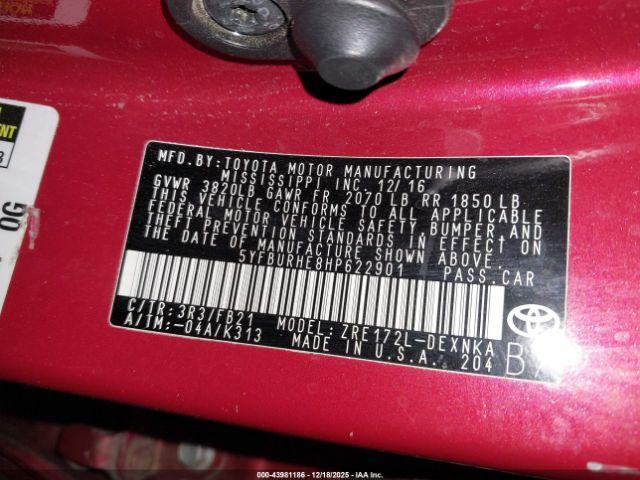 MFD.BY:TOYOTA MOTOR MANUFACTURING
MISSISSIPPI INC. 12/16
GVWR 3820LB GAWR FR 2070 LB RR 1850 LB
THIS VEHICLE CONFORMS TO ALL APPLICABLE
FEDERAL MOTOR VEHICLE SAFETY, BUMPER AND
THEFT PREVENTION STANDARDS IN EFFECT ON
THE DATE OF MANUFACTURE SHOWN ABOVE.
5YFBURHE8HP622901 PASS.CAR
C/TR:3R3/FB21 MODEL: ZRE172L-DEXNKA
A/TM:-04A/K313 MADE IN U.S.A. 204
000-43981186 - 12/18/2025 - IAA Inc.